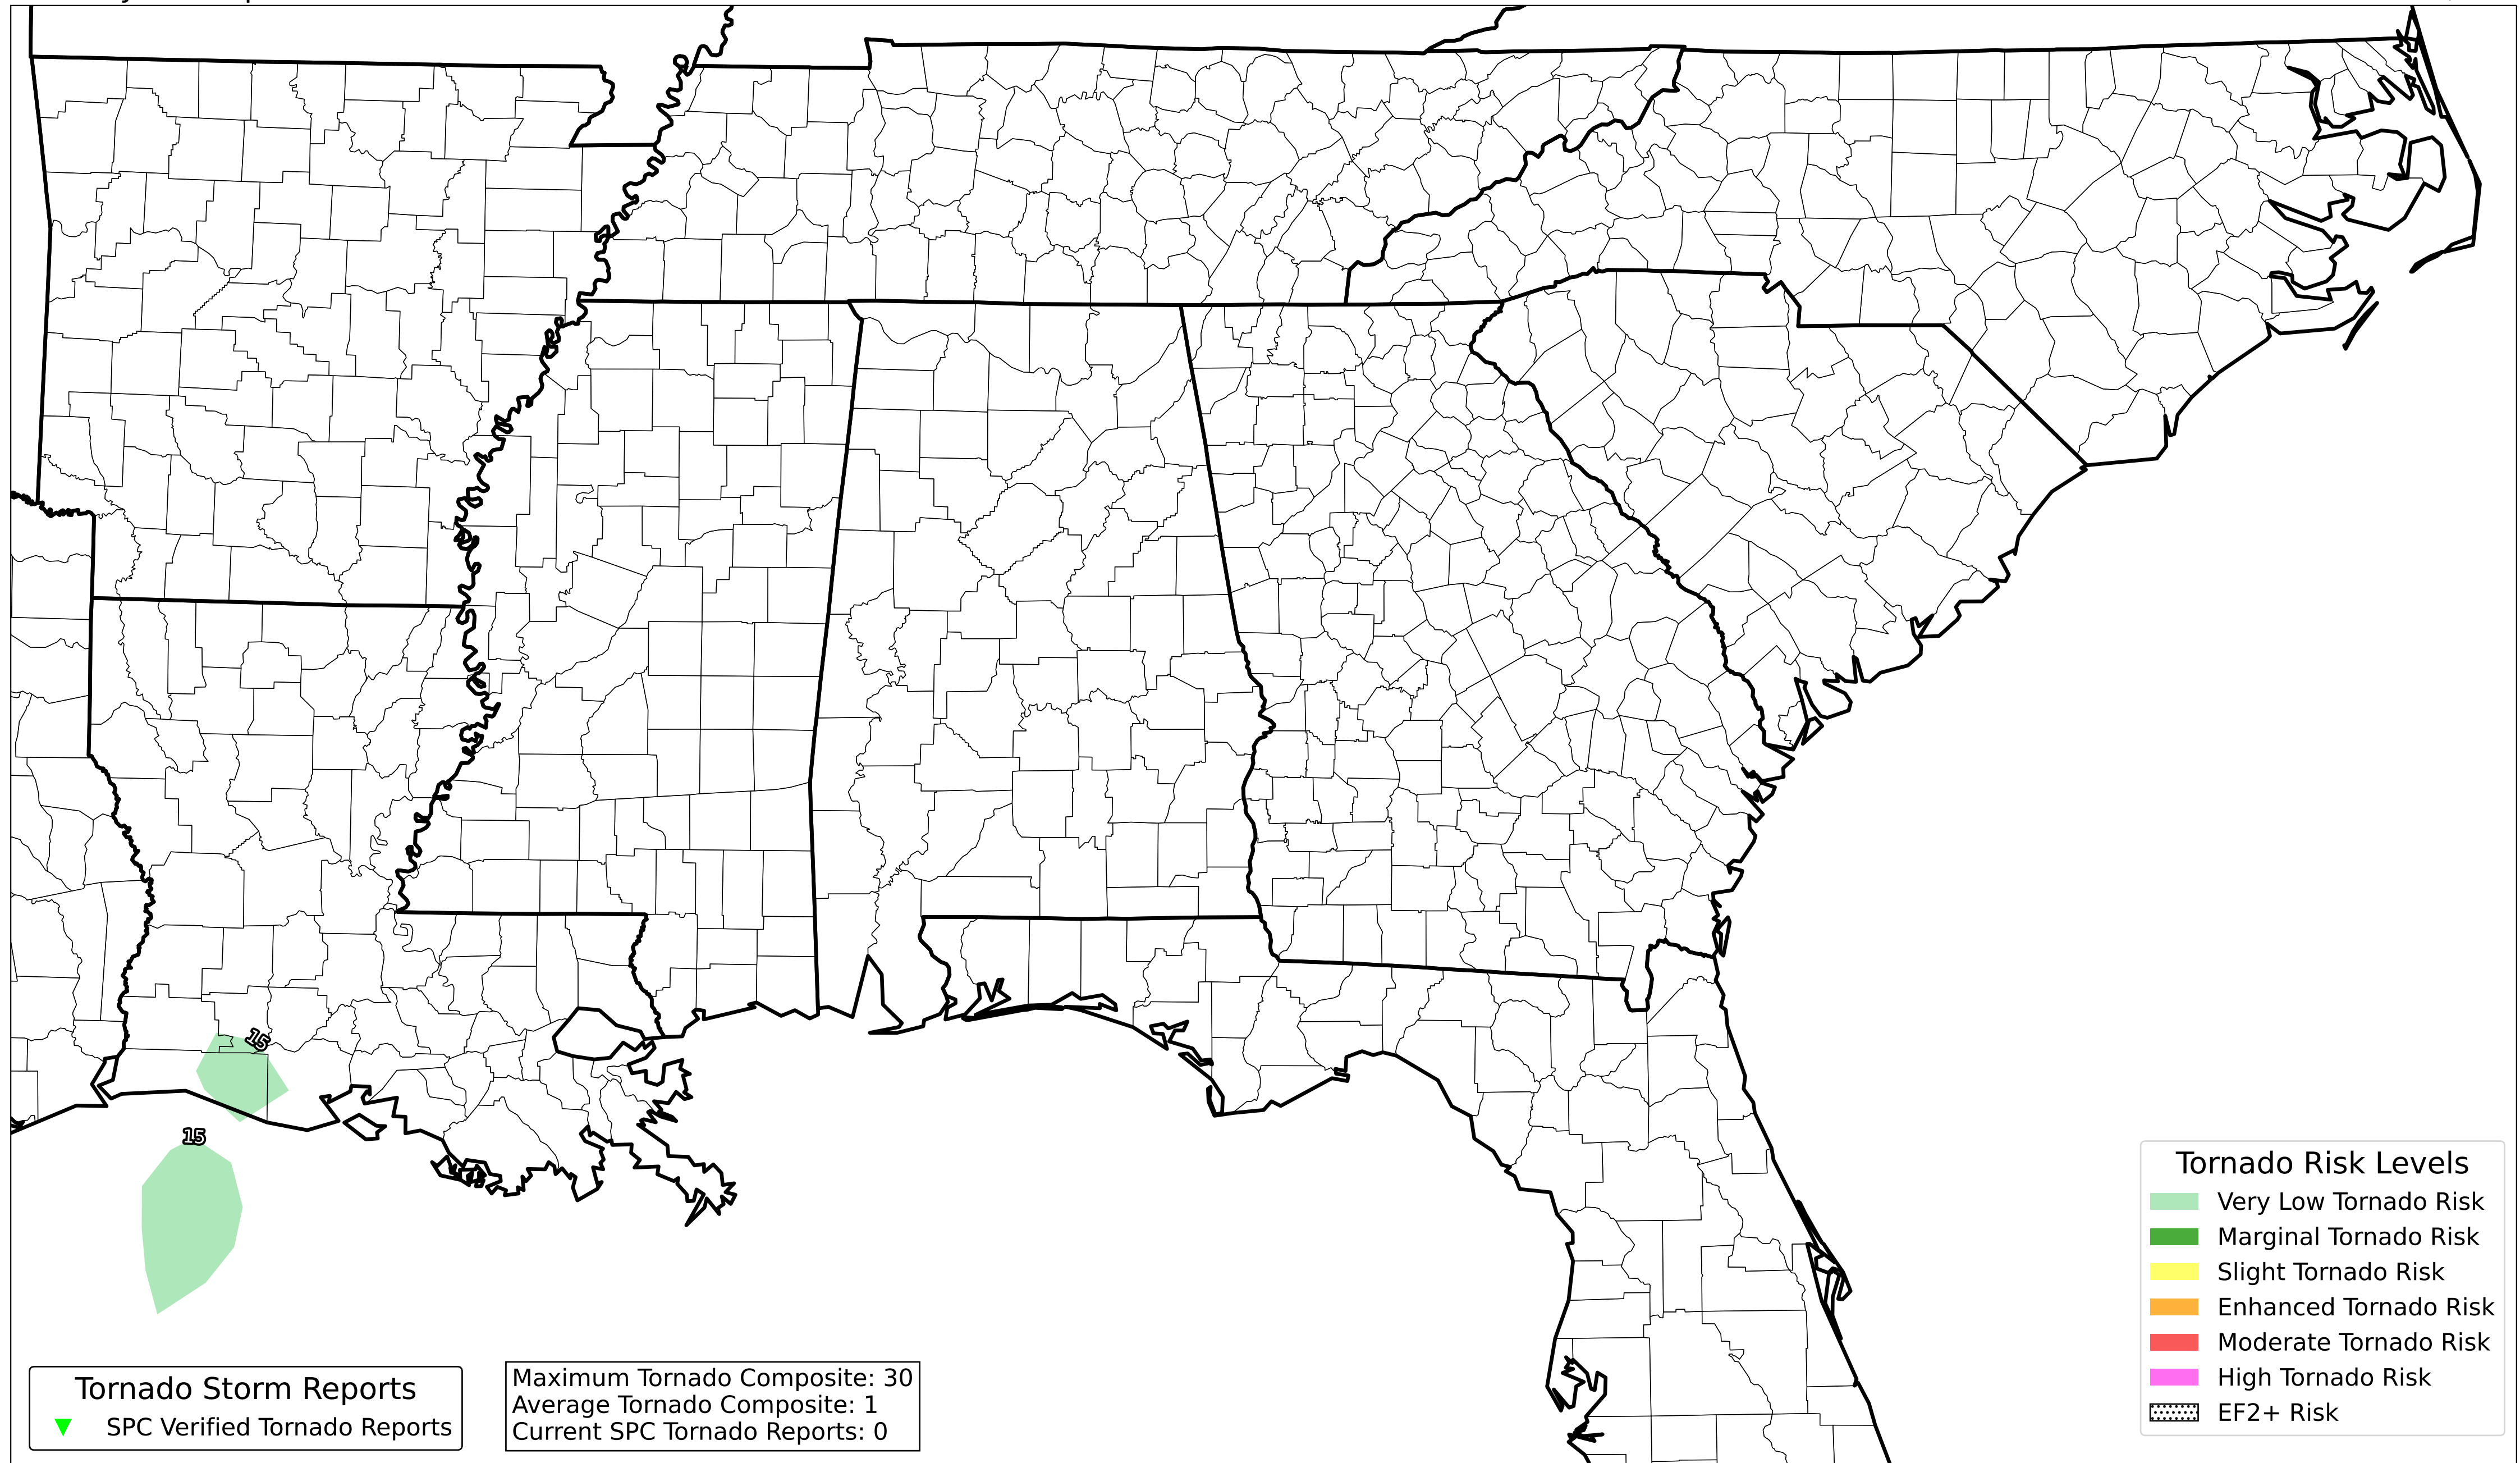 15
15
Tornado Risk Levels
Very Low Tornado Risk
Marginal Tornado Risk
Slight Tornado Risk
Enhanced Tornado Risk
Moderate Tornado Risk
High Tornado Risk
EF2+ Risk
Tornado Storm Reports
SPC Verified Tornado Reports
Maximum Tornado Composite: 30
Average Tornado Composite: 1
Current SPC Tornado Reports: 0